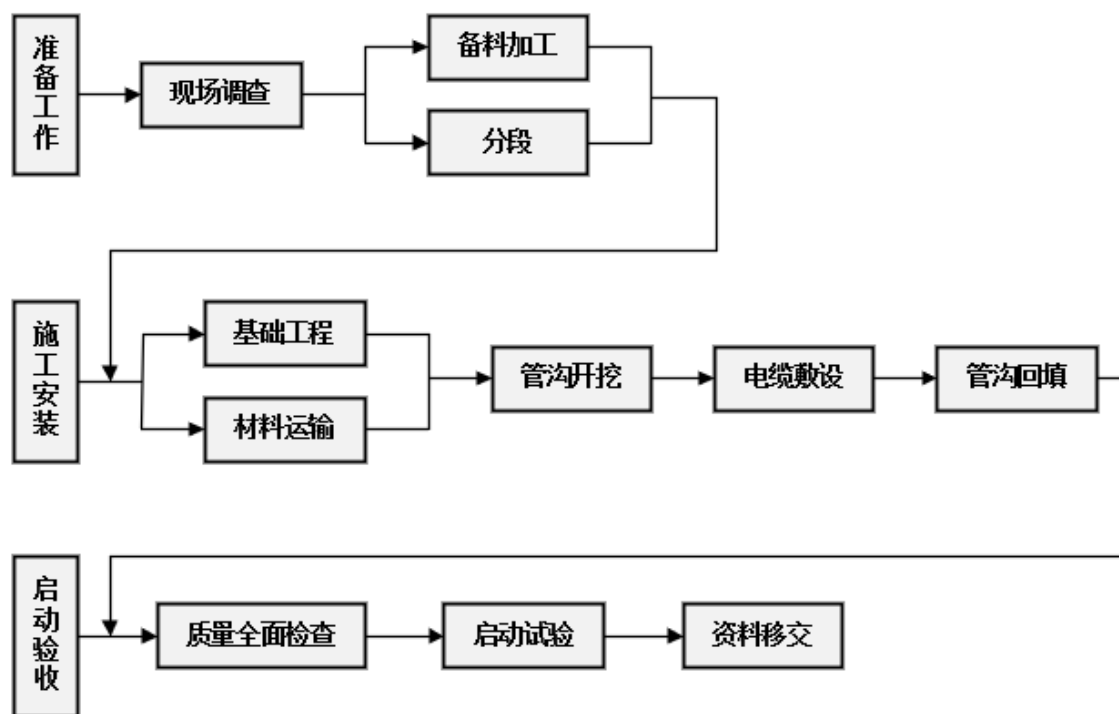 准备工作
现场调查
备料加工
分段
施工安装
基础工程
材料运输
管沟开挖
电缆敷设
管沟回填
启动验收
质量全面检查
启动试验
资料移交